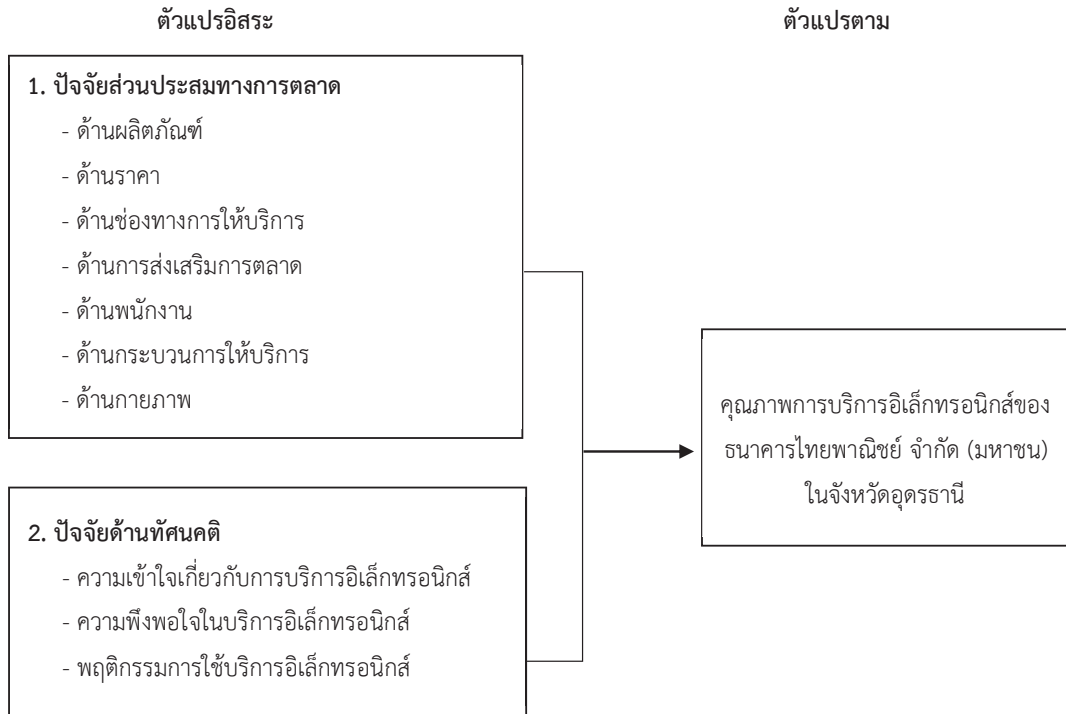 ตัวแปรอิสระ
ตัวแปรตาม
1. ปัจจัยส่วนประสมทางการตลาด
- ด้านผลิตภัณฑ์
- ด้านราคา
- ด้านช่องทางการให้บริการ
- ด้านการส่งเสริมการตลาด
- ด้านพนักงาน
- ด้านกระบวนการให้บริการ
- ด้านกายภาพ
2. ปัจจัยด้านทัศนคติ
- ความเข้าใจเกี่ยวกับการบริการอิเล็กทรอนิกส์
- ความพึงพอใจในบริการอิเล็กทรอนิกส์
- พฤติกรรมการใช้บริการอิเล็กทรอนิกส์
คุณภาพการบริการอิเล็กทรอนิกส์ของ
ธนาคารไทยพาณิชย์ จำกัด (มหาชน)
ในจังหวัดอุดรธานี